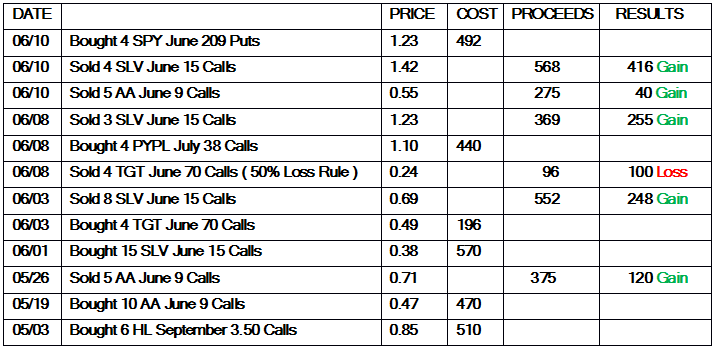 DATE PRICE COST PROCEEDS RESULTS
06/10 Bought 4 SPY June 209 Puts 1.23 492
06/10 Sold 4 SLV June 15 Calls 1.42 568 416 Gain
06/10 Sold 5 AA June 9 Calls 0.55 275 40 Gain
06/08 Sold 3 SLV June 15 Calls 1.23 369 255 Gain
06/08 Bought 4 PYPL July 38 Calls 1.10 440
06/08 Sold 4 TGT June 70 Calls ( 50% Loss Rule ) 0.24 96 100 Loss
06/03 Sold 8 SLV June 15 Calls 0.69 552 248 Gain
06/03 Bought 4 TGT June 70 Calls 0.49 196
06/01 Bought 15 SLV June 15 Calls 0.38 570
05/26 Sold 5 AA June 9 Calls 0.71 375 120 Gain
05/19 Bought 10 AA June 9 Calls 0.47 470
05/03 Bought 6 HL September 3.50 Calls 0.85 510